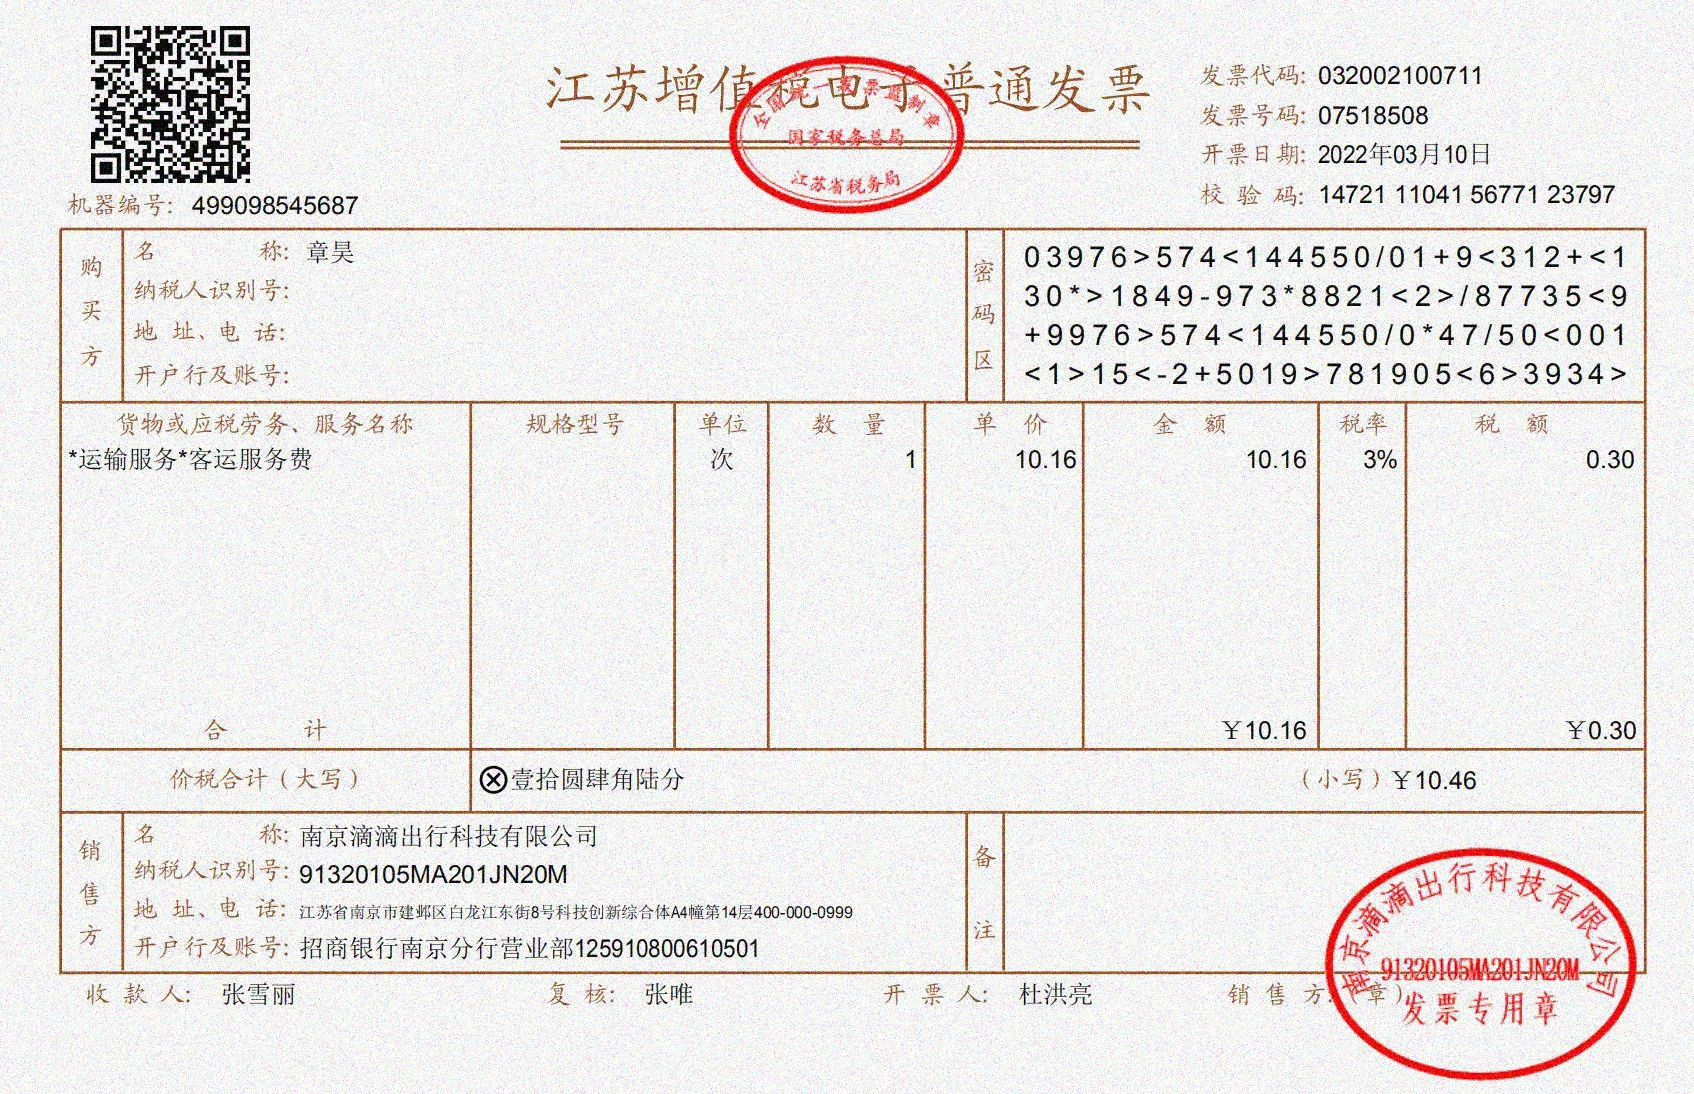 江苏增值税电子普通发票
全国统一发票监制章
国家税务总局
江苏省税务局
发票代码: 032002100711
发票号码: 07518508
开票日期: 2022年03月10日
校验码: 14721 11041 56771 23797
机器编号: 499098545687
购买方
名称: 章昊
纳税人识别号:
地址、电话:
开户行及账号:
密码区
03976>574<144550/01+9<312+<1
30*>1849-973*8821<2>/87735<9
+9976>574<144550/0*47/50<001
<1>15<-2+5019>781905<6>3934>
货物或应税劳务、服务名称 规格型号 单位 数量 单价 金额 税率 税额
*运输服务*客运服务费 次 1 10.16 10.16 3% 0.30
合计 ￥10.16 ￥0.30
价税合计(大写) ⊗壹拾圆肆角陆分 (小写)￥10.46
销售方
名称: 南京滴滴出行科技有限公司
纳税人识别号: 91320105MA201JN20M
地址、电话: 江苏省南京市建邺区白龙江东街8号科技创新综合体A4幢第14层400-000-0999
开户行及账号: 招商银行南京分行营业部125910800610501
备注
收款人: 张雪丽 复核: 张唯 开票人: 杜洪亮 销售方:(章)
南京滴滴出行科技有限公司
91320105MA201JN20M
发票专用章